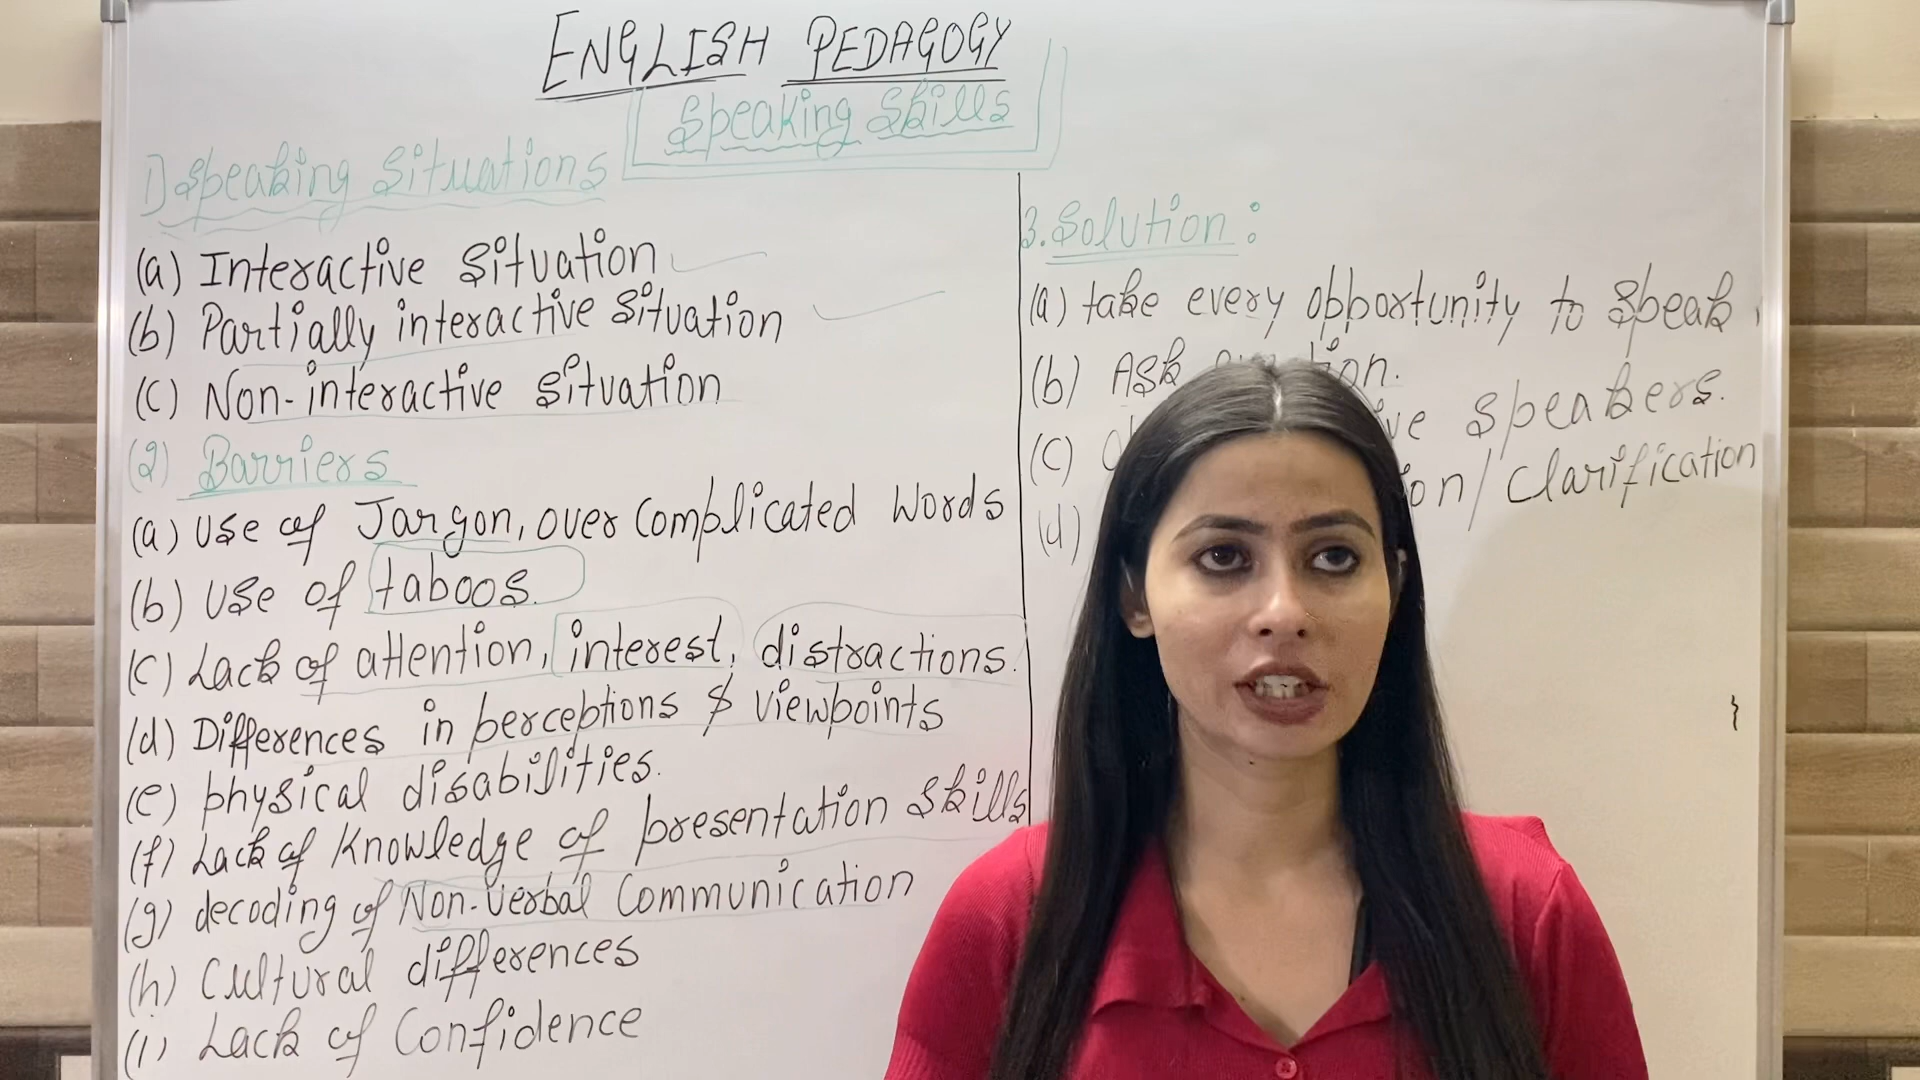 ENGLISH PEDAGOGY
Speaking Skills
1) Speaking Situations
(a) Interactive Situation
(b) Partially interactive Situation
(c) Non-interactive Situation
(2) Barriers
(a) Use of Jargon, over Complicated Words
(b) Use of taboos.
(c) Lack of attention, interest, distractions.
(d) Differences in perceptions & viewpoints
(e) physical disabilities.
(f) Lack of Knowledge of presentation skills
(g) decoding of Non-Verbal Communication
(h) Cultural differences
(i) Lack of Confidence
3. Solution:
(a) take every opportunity to Speak,
(b) Ask
(c) speakers.
(d) Clarification